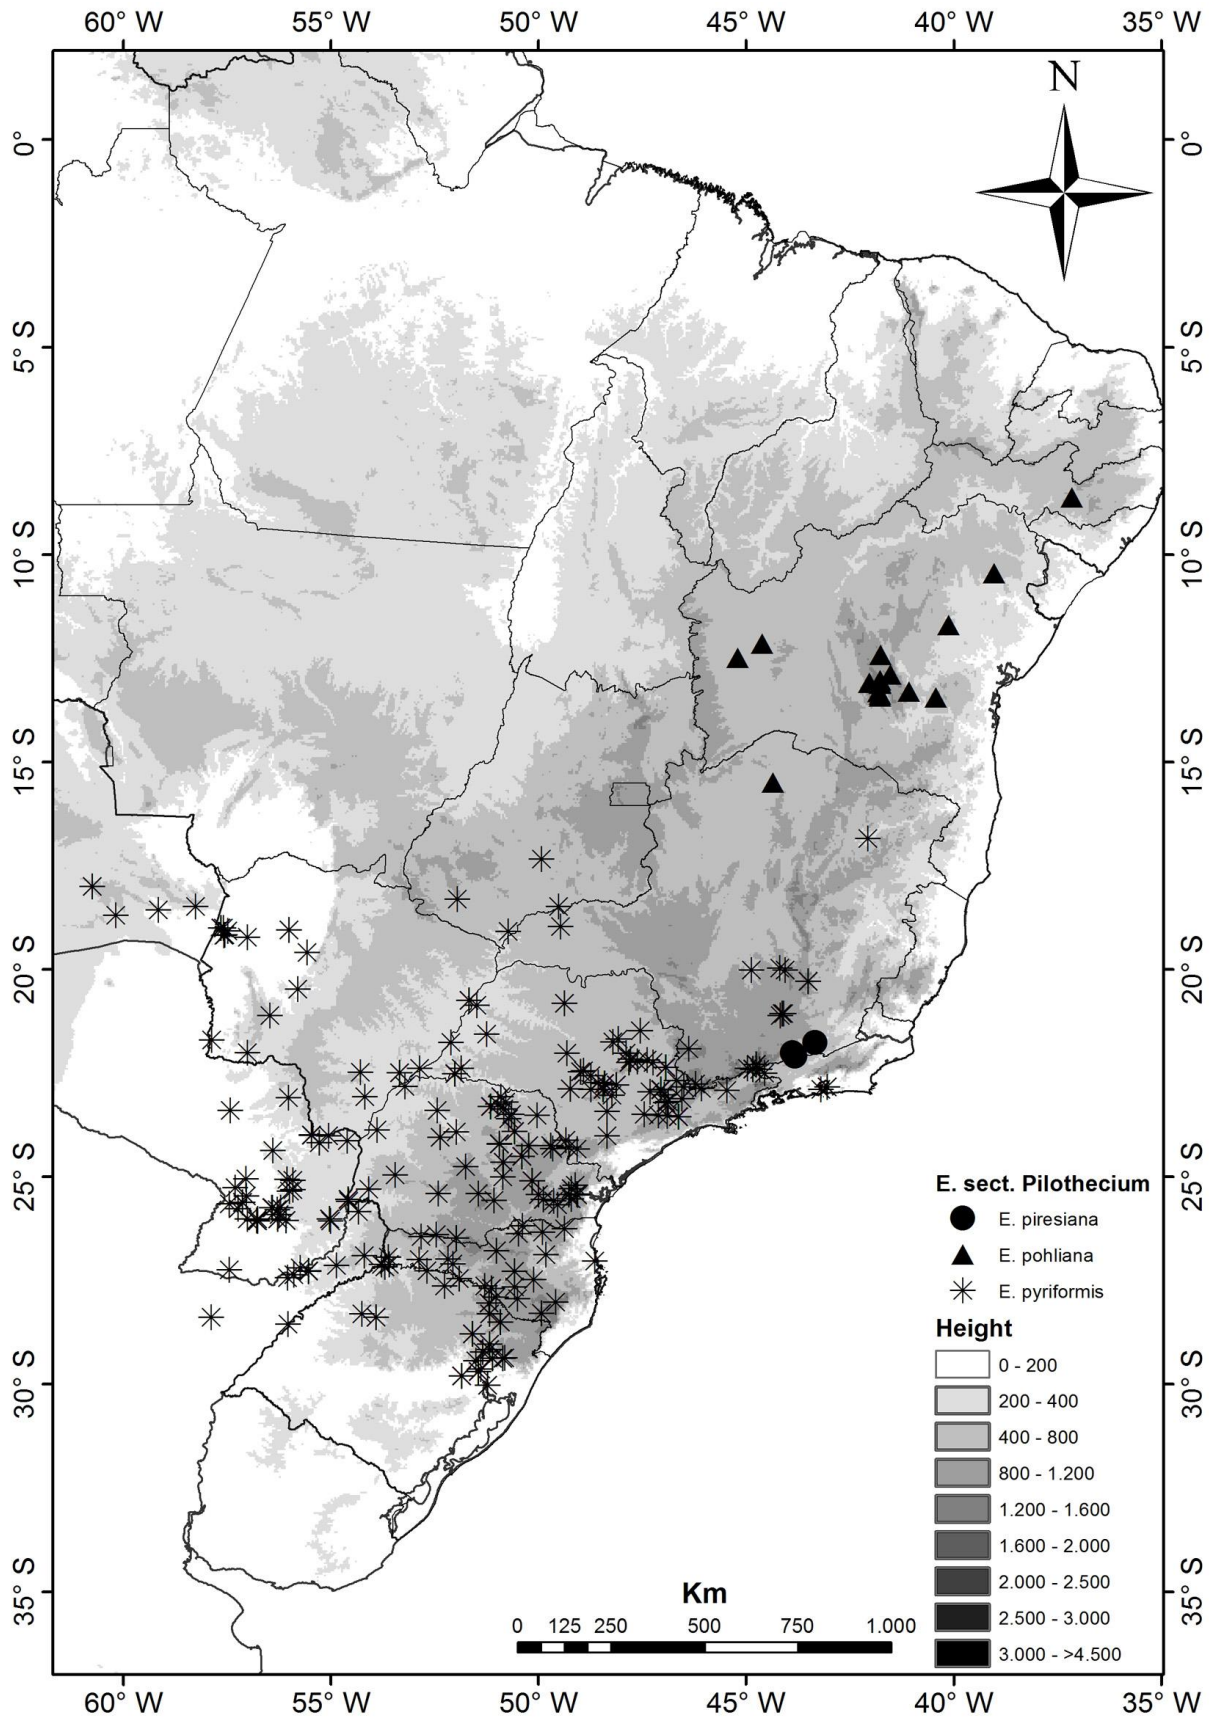 60° W 55° W 50° W 45° W 40° W 35° W
N
0° 0°
5° S 5° S
10° S 10° S
15° S 15° S
20° S 20° S
25° S 25° S
E. sect. Pilothecium
E. piresiana
E. pohliana
E. pyriformis
Height
0 - 200
30° S 30° S
200 - 400
400 - 800
800 - 1.200
1.200 - 1.600
1.600 - 2.000
35° S 35° S
2.000 - 2.500
Km
2.500 - 3.000
0 125 250 500 750 1.000
3.000 - >4.500
60° W 55° W 50° W 45° W 40° W 35° W